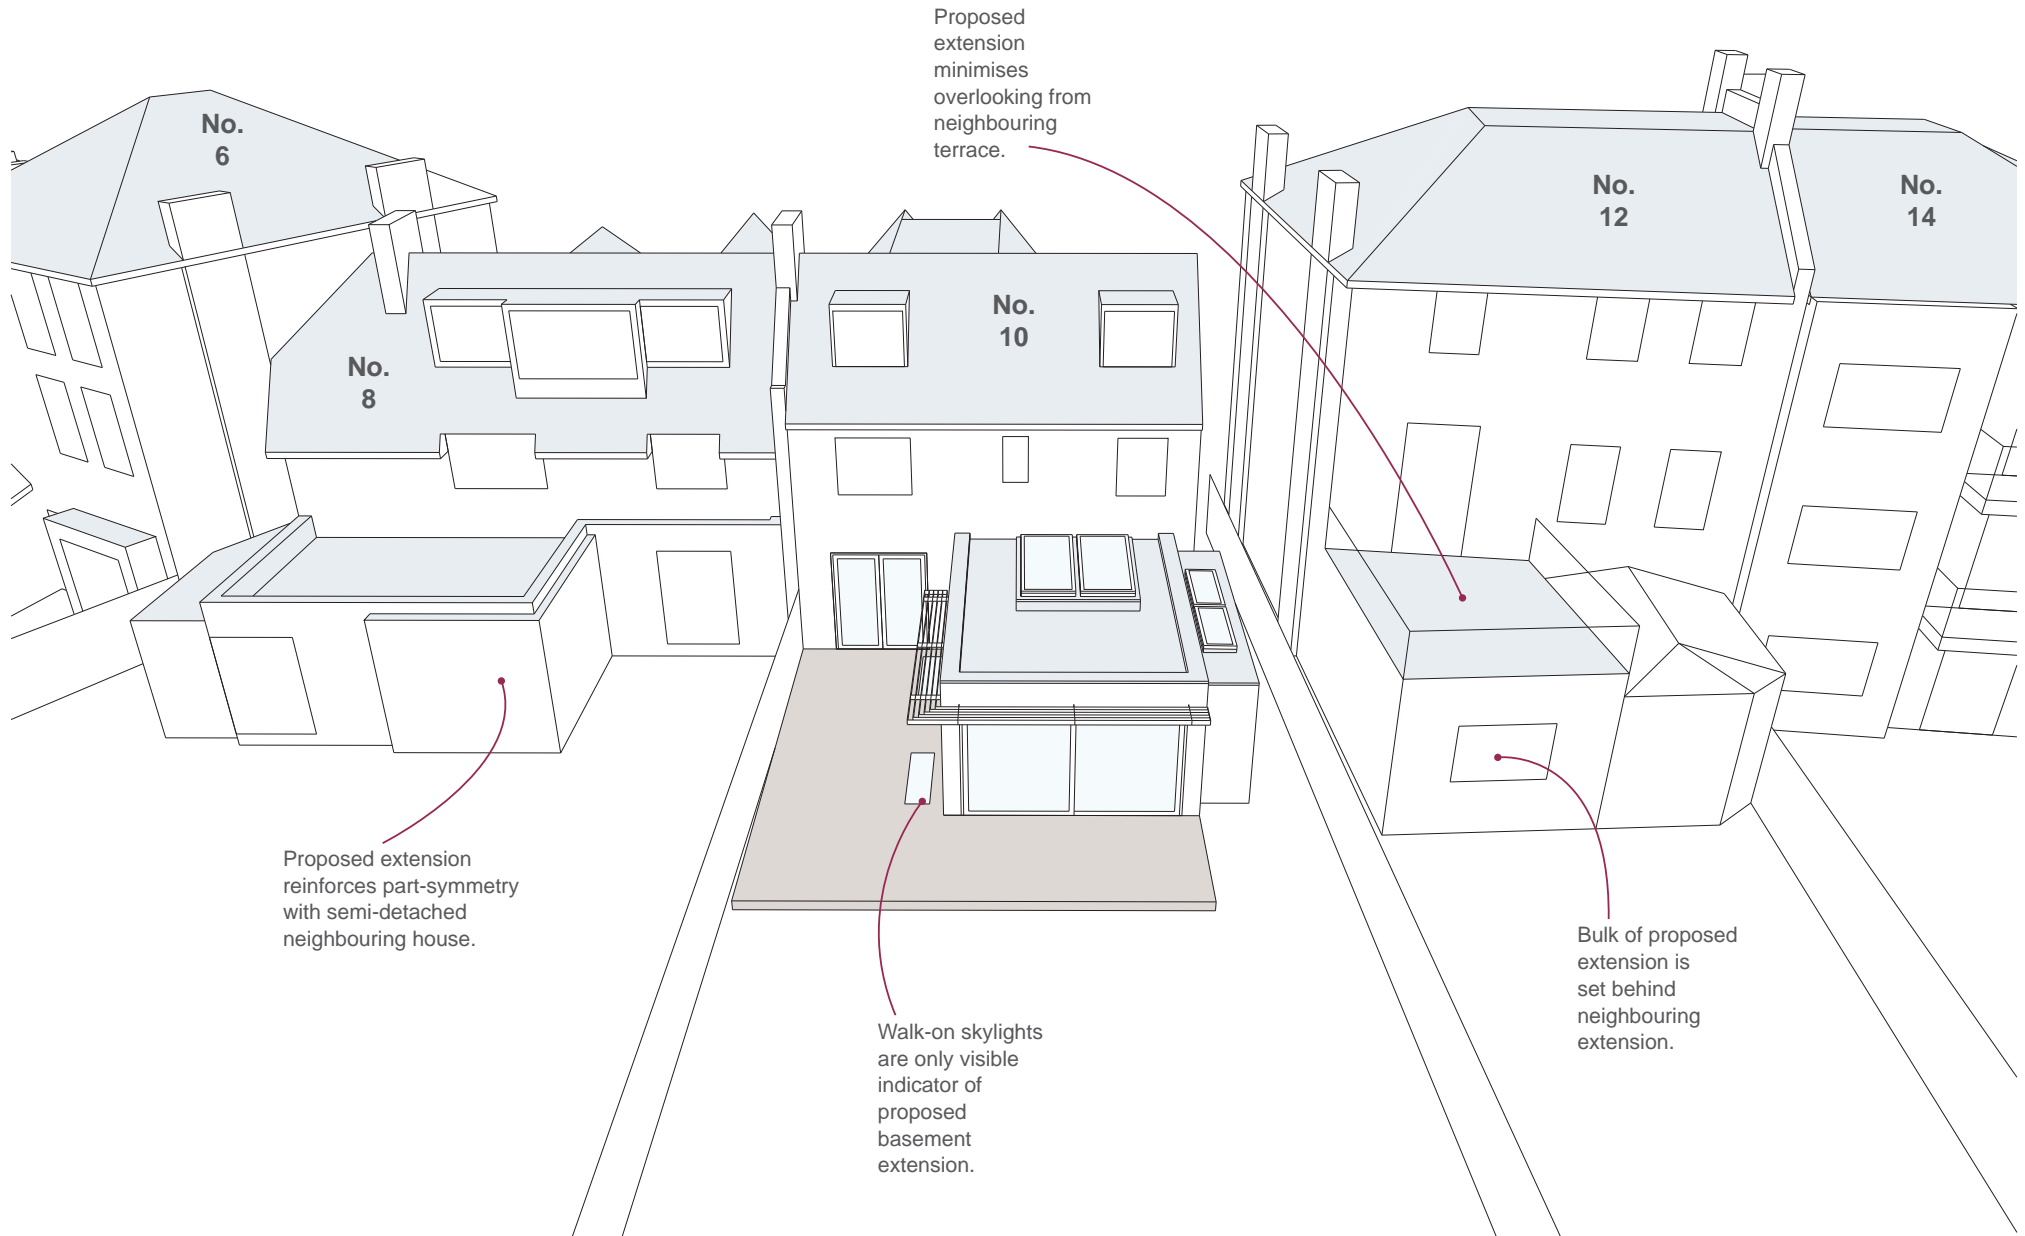 Proposed
extension
minimises
overlooking from
neighbouring
terrace.
No.
6
No.
8
No.
10
No.
12
No.
14
Proposed extension
reinforces part-symmetry
with semi-detached
neighbouring house.
Walk-on skylights
are only visible
indicator of
proposed
basement
extension.
Bulk of proposed
extension is
set behind
neighbouring
extension.